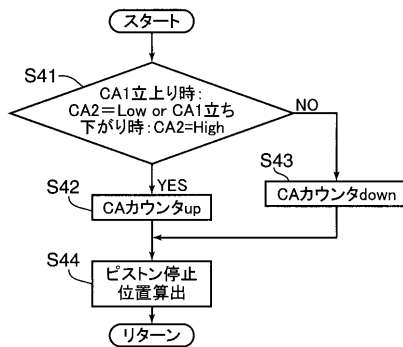 スタート
S41
CA1立上り時:
CA2=Low or CA1立ち
下がり時:CA2=High
NO
YES
S42
CAカウンタup
S43
CAカウンタdown
S44
ピストン停止
位置算出
リターン